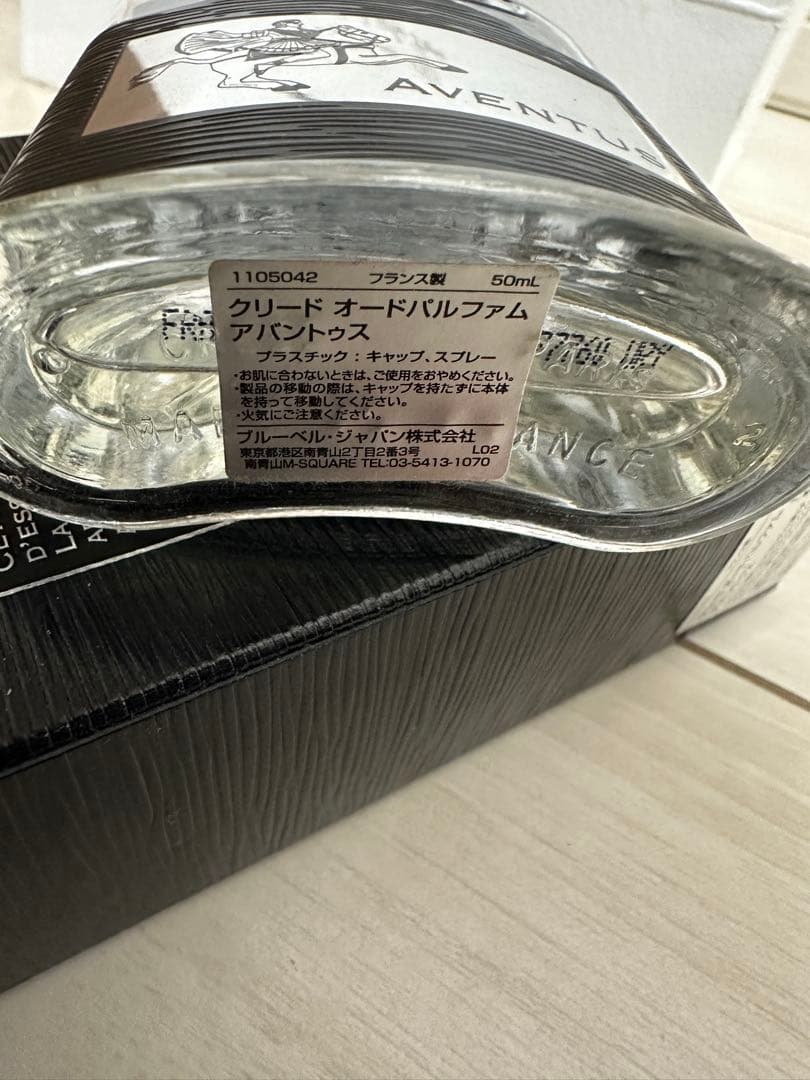 AVENTUS
1105042 フランス製 50mL
クリード オードパルファム
アバントゥス
プラスチック：キャップ、スプレー
・お肌に合わないときは、ご使用をおやめください。
・製品の移動の際は、キャップを持たずに本体
を持って移動してください。
・火気にご注意ください。
ブルーベル・ジャパン株式会社
東京都港区南青山2丁目2番3号 L02
南青山M-SQUARE TEL:03-5413-1070
D'ES
LA